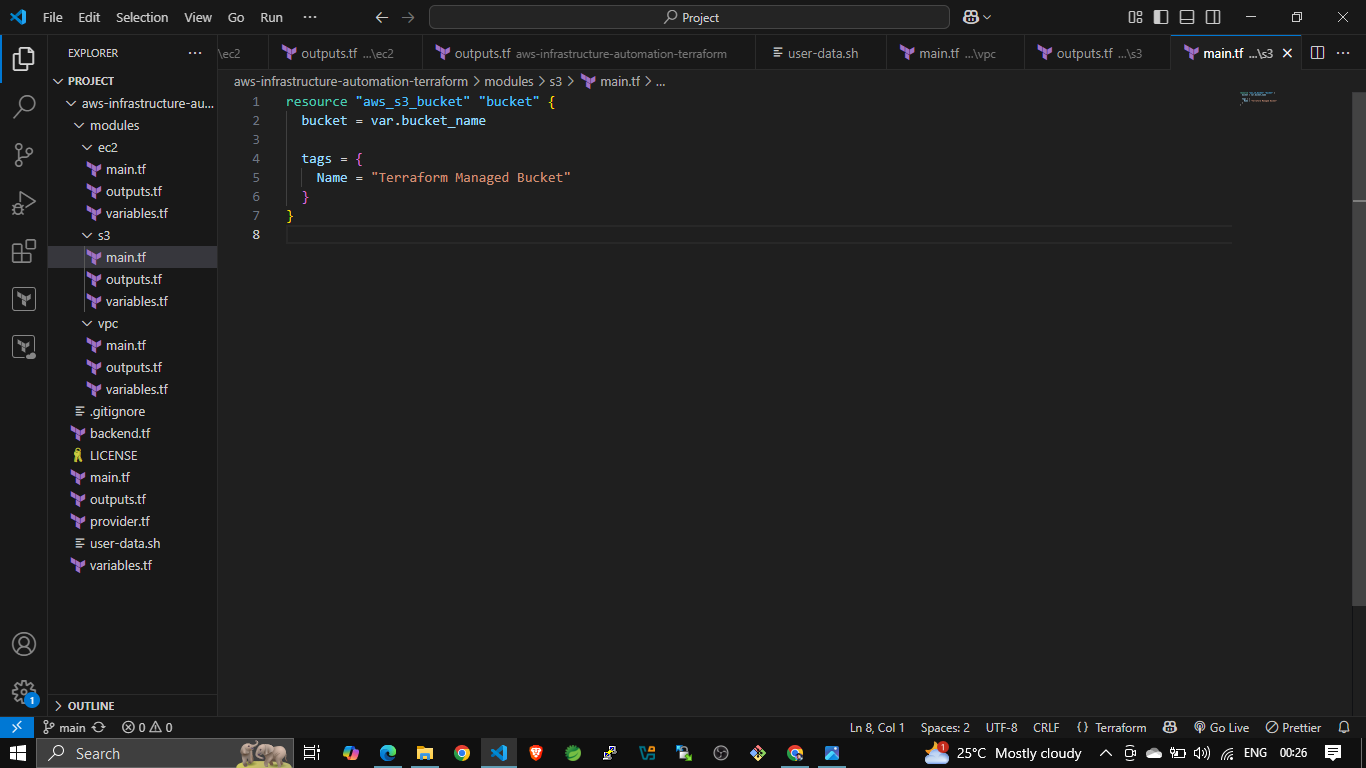 File Edit Selection View Go Run ···
Project
EXPLORER ···
\ec2
outputs.tf ...\ec2
outputs.tf aws-infrastructure-automation-terraform
user-data.sh
main.tf ...\vpc
outputs.tf ...\s3
main.tf ...\s3
PROJECT
aws-infrastructure-automation-terraform > modules > s3 > main.tf > ...
aws-infrastructure-au...
modules
ec2
main.tf
outputs.tf
variables.tf
s3
main.tf
outputs.tf
variables.tf
vpc
main.tf
outputs.tf
variables.tf
.gitignore
backend.tf
LICENSE
main.tf
outputs.tf
provider.tf
user-data.sh
variables.tf
OUTLINE
1 resource "aws_s3_bucket" "bucket" {
2 bucket = var.bucket_name
3
4 tags = {
5 Name = "Terraform Managed Bucket"
6 }
7 }
8
1
main 0 0 Ln 8, Col 1 Spaces: 2 UTF-8 CRLF {} Terraform Go Live Prettier
Search 1 25°C Mostly cloudy ENG 00:26